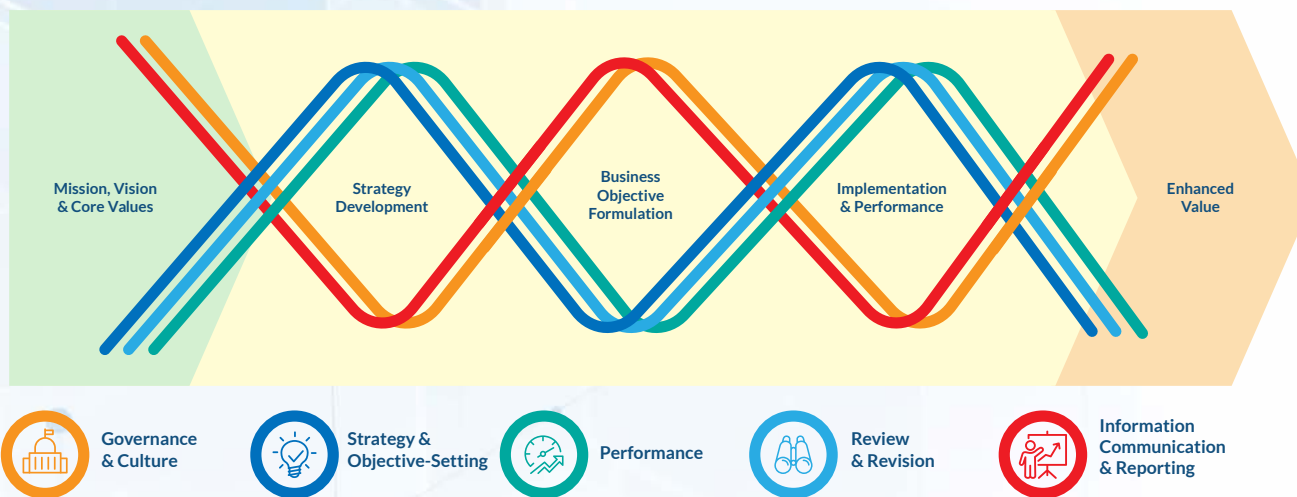 Mission, Vision
& Core Values
Strategy
Development
Business
Objective
Formulation
Implementation
& Performance
Enhanced
Value
Governance
& Culture
Strategy &
Objective-Setting
Performance
Review
& Revision
Information
Communication
& Reporting